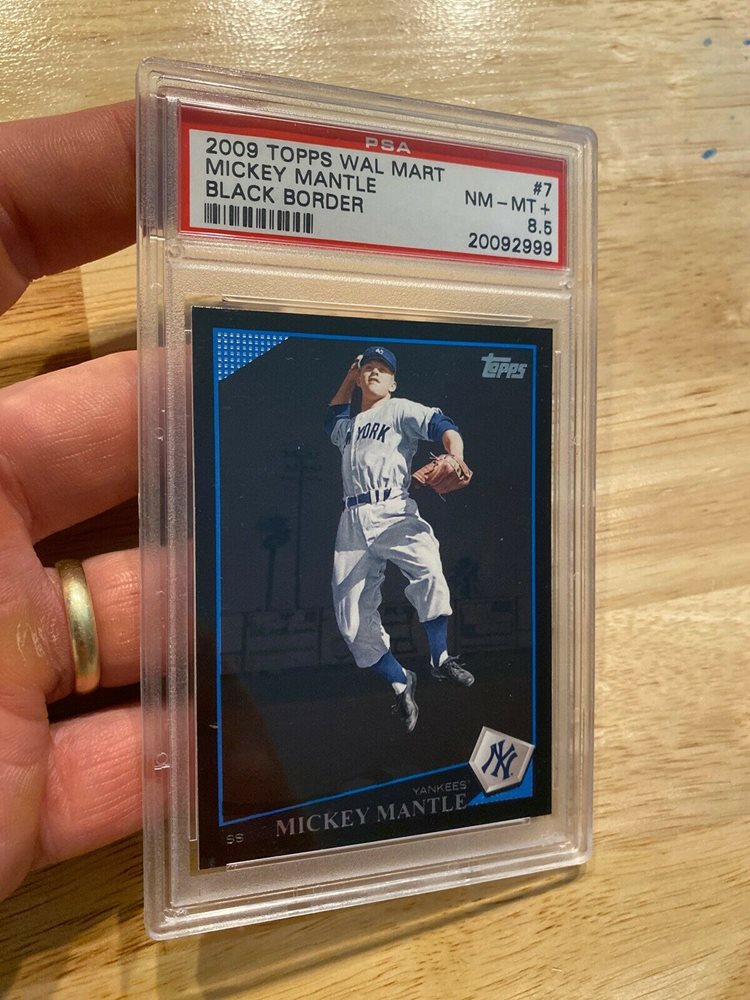 PSA
2009 TOPPS WAL MART #7
MICKEY MANTLE NM - MT +
BLACK BORDER 8.5
20092999
topps
YORK
NY
YANKEES
SS MICKEY MANTLE